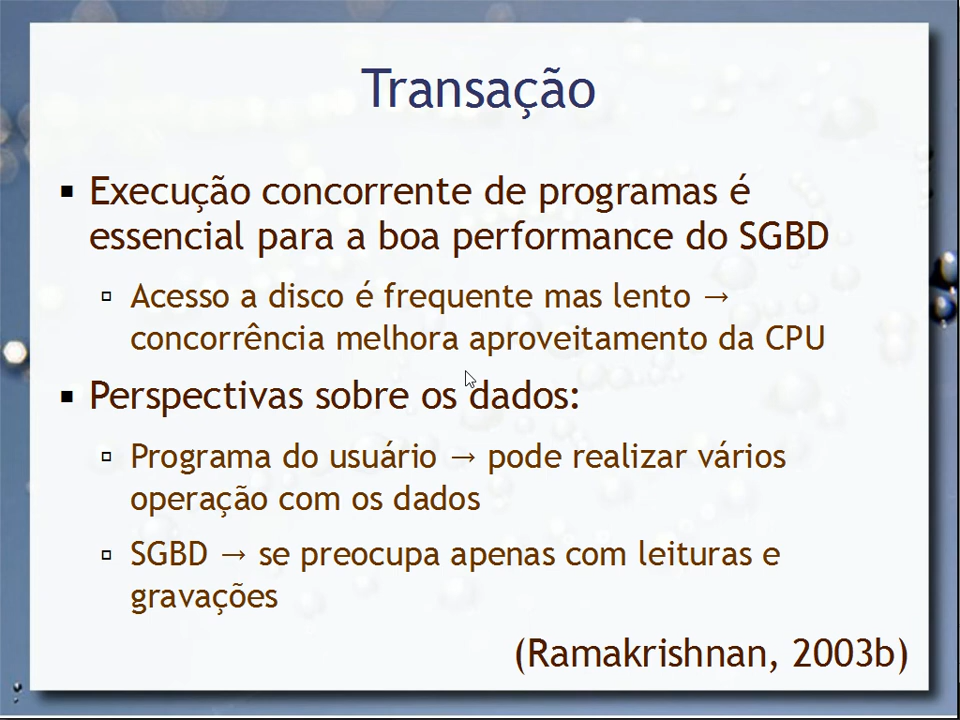 Transação
▪ Execução concorrente de programas é
essencial para a boa performance do SGBD
▫ Acesso a disco é frequente mas lento →
concorrência melhora aproveitamento da CPU
▪ Perspectivas sobre os dados:
▫ Programa do usuário → pode realizar vários
operação com os dados
▫ SGBD → se preocupa apenas com leituras e
gravações
(Ramakrishnan, 2003b)